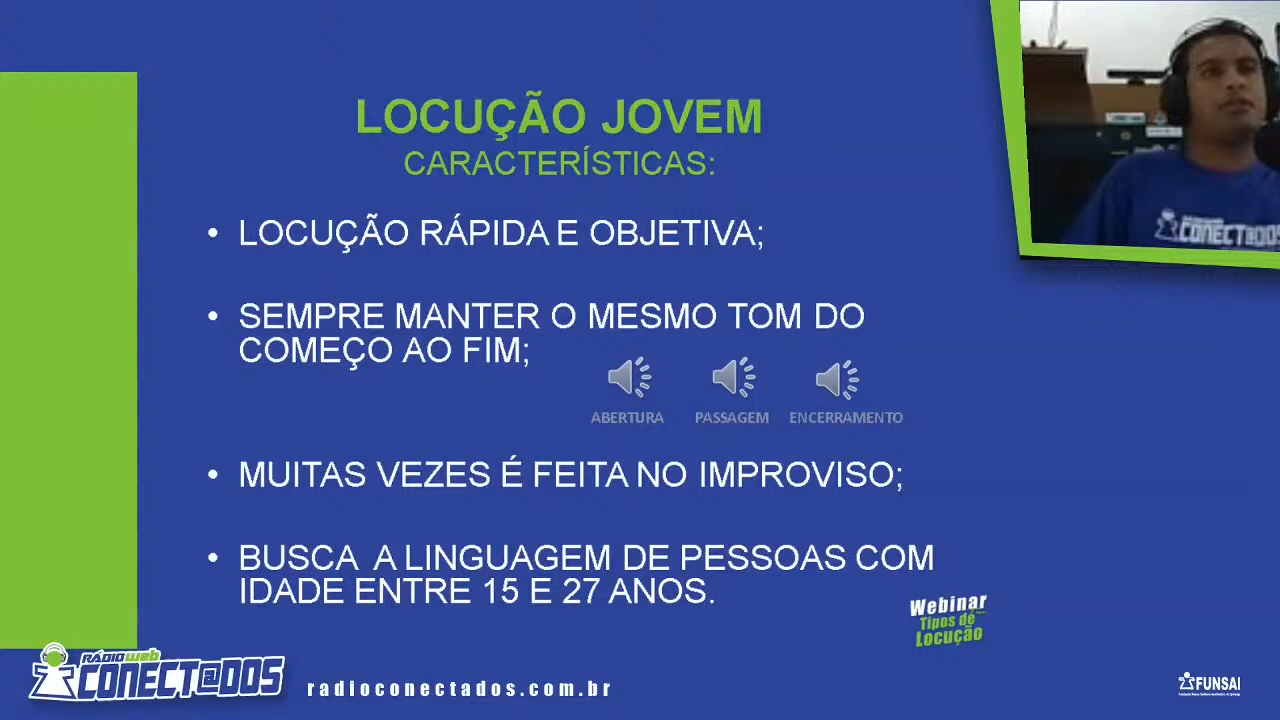 LOCUÇÃO JOVEM
CARACTERÍSTICAS:
• LOCUÇÃO RÁPIDA E OBJETIVA;
• SEMPRE MANTER O MESMO TOM DO
COMEÇO AO FIM;
ABERTURA PASSAGEM ENCERRAMENTO
• MUITAS VEZES É FEITA NO IMPROVISO;
• BUSCA A LINGUAGEM DE PESSOAS COM
IDADE ENTRE 15 E 27 ANOS.
Webinar
Tipos de
Locução
RÁDIO WEB
CONECT@DOS
radioconectados.com.br
FUNSAI
CONECT@DOS